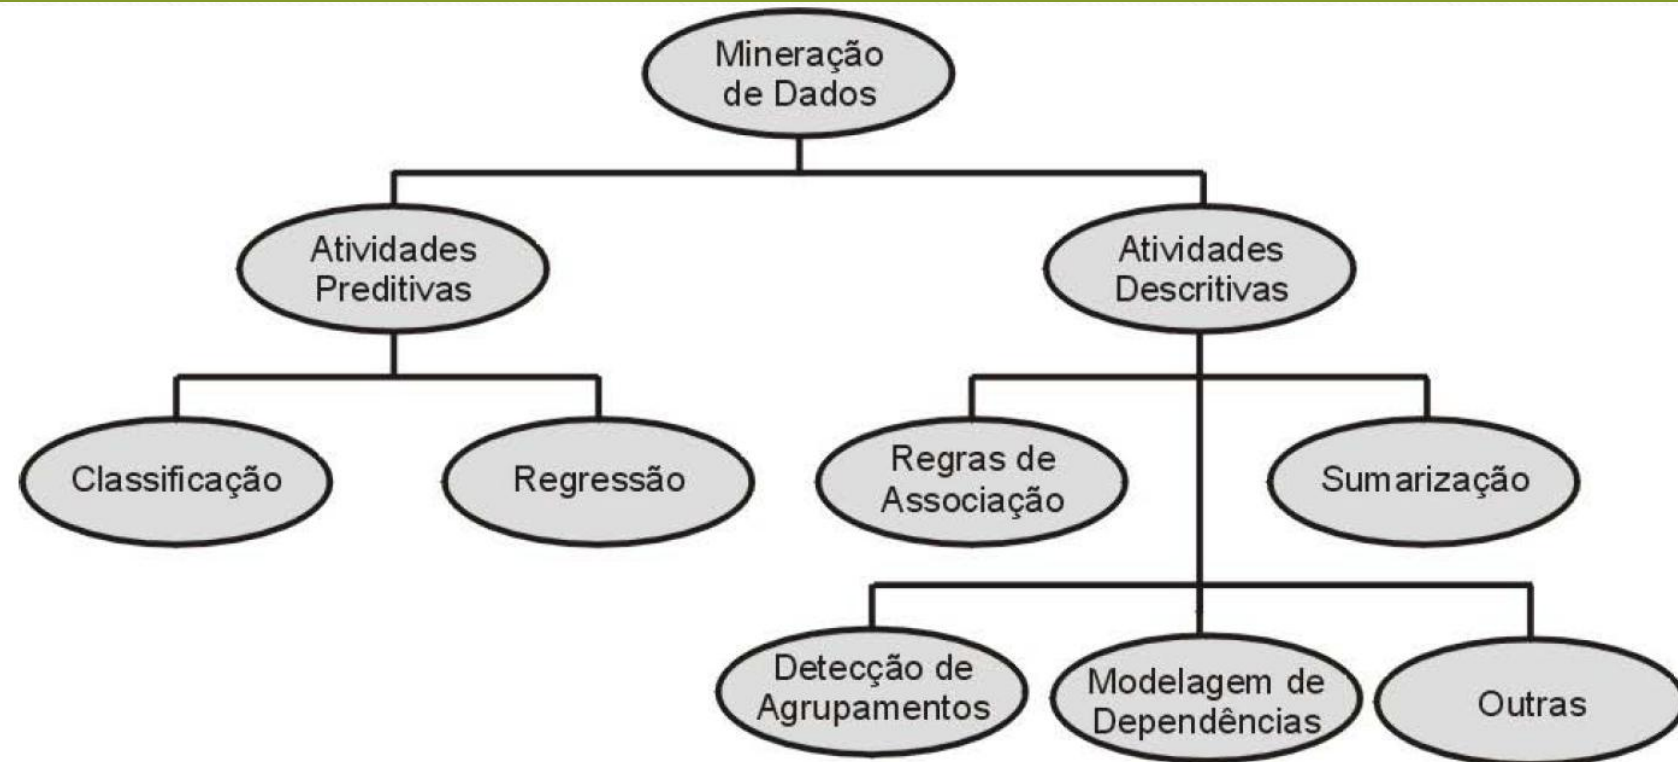 Mineração
de Dados
Atividades
Preditivas
Atividades
Descritivas
Classificação
Regressão
Regras de
Associação
Sumarização
Detecção de
Agrupamentos
Modelagem de
Dependências
Outras